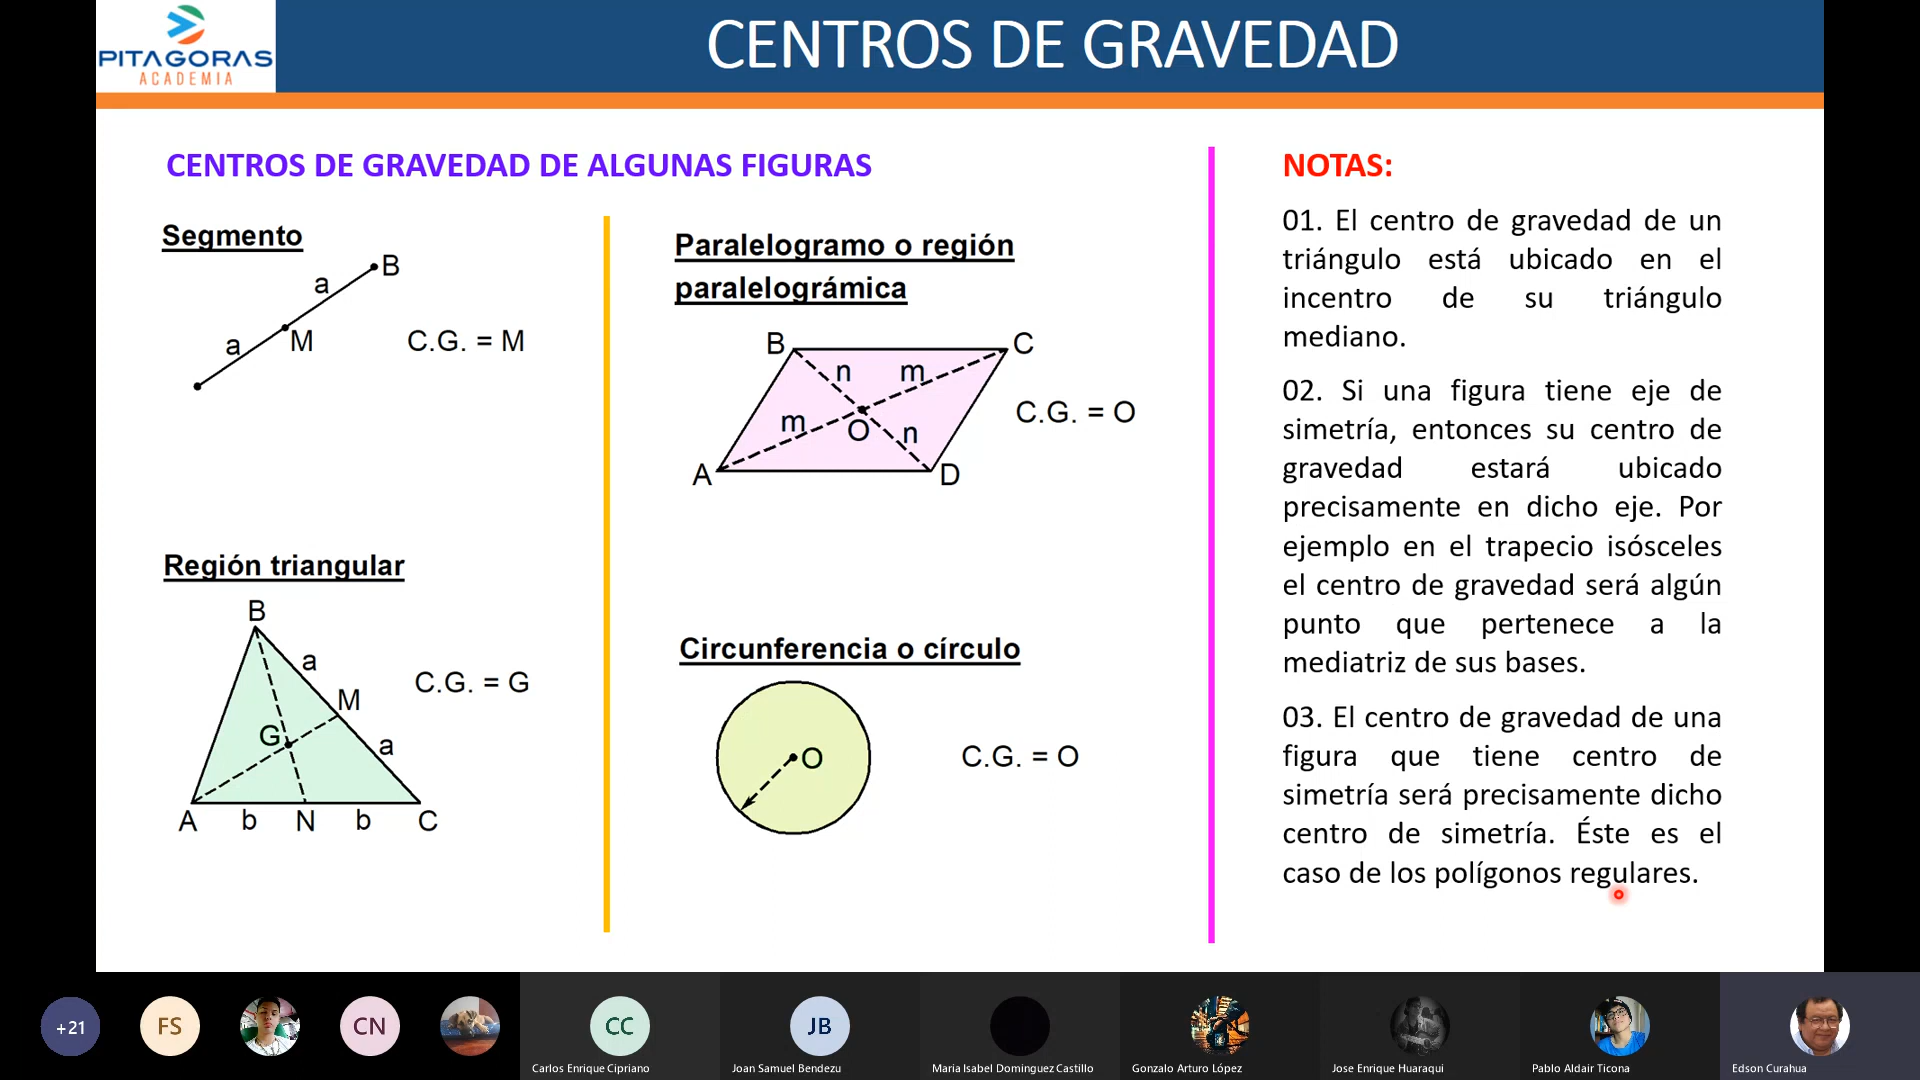 PITAGORAS
ACADEMIA
CENTROS DE GRAVEDAD
CENTROS DE GRAVEDAD DE ALGUNAS FIGURAS
Segmento
B
a
a
M
C.G. = M
Región triangular
B
a
M
C.G. = G
G
a
A
b
N
b
C
Paralelogramo o región
paralelográmica
B
C
n
m
m
O
n
C.G. = O
A
D
Circunferencia o círculo
O
C.G. = O
NOTAS:
01. El centro de gravedad de un
triángulo está ubicado en el
incentro de su triángulo
mediano.
02. Si una figura tiene eje de
simetría, entonces su centro de
gravedad estará ubicado
precisamente en dicho eje. Por
ejemplo en el trapecio isósceles
el centro de gravedad será algún
punto que pertenece a la
mediatriz de sus bases.
03. El centro de gravedad de una
figura que tiene centro de
simetría será precisamente dicho
centro de simetría. Éste es el
caso de los polígonos regulares.
+21
FS
CN
CC
Carlos Enrique Cipriano
JB
Joan Samuel Bendezu
Maria Isabel Dominguez Castillo
Gonzalo Arturo López
Jose Enrique Huaraqui
Pablo Aldair Ticona
Edson Curahua